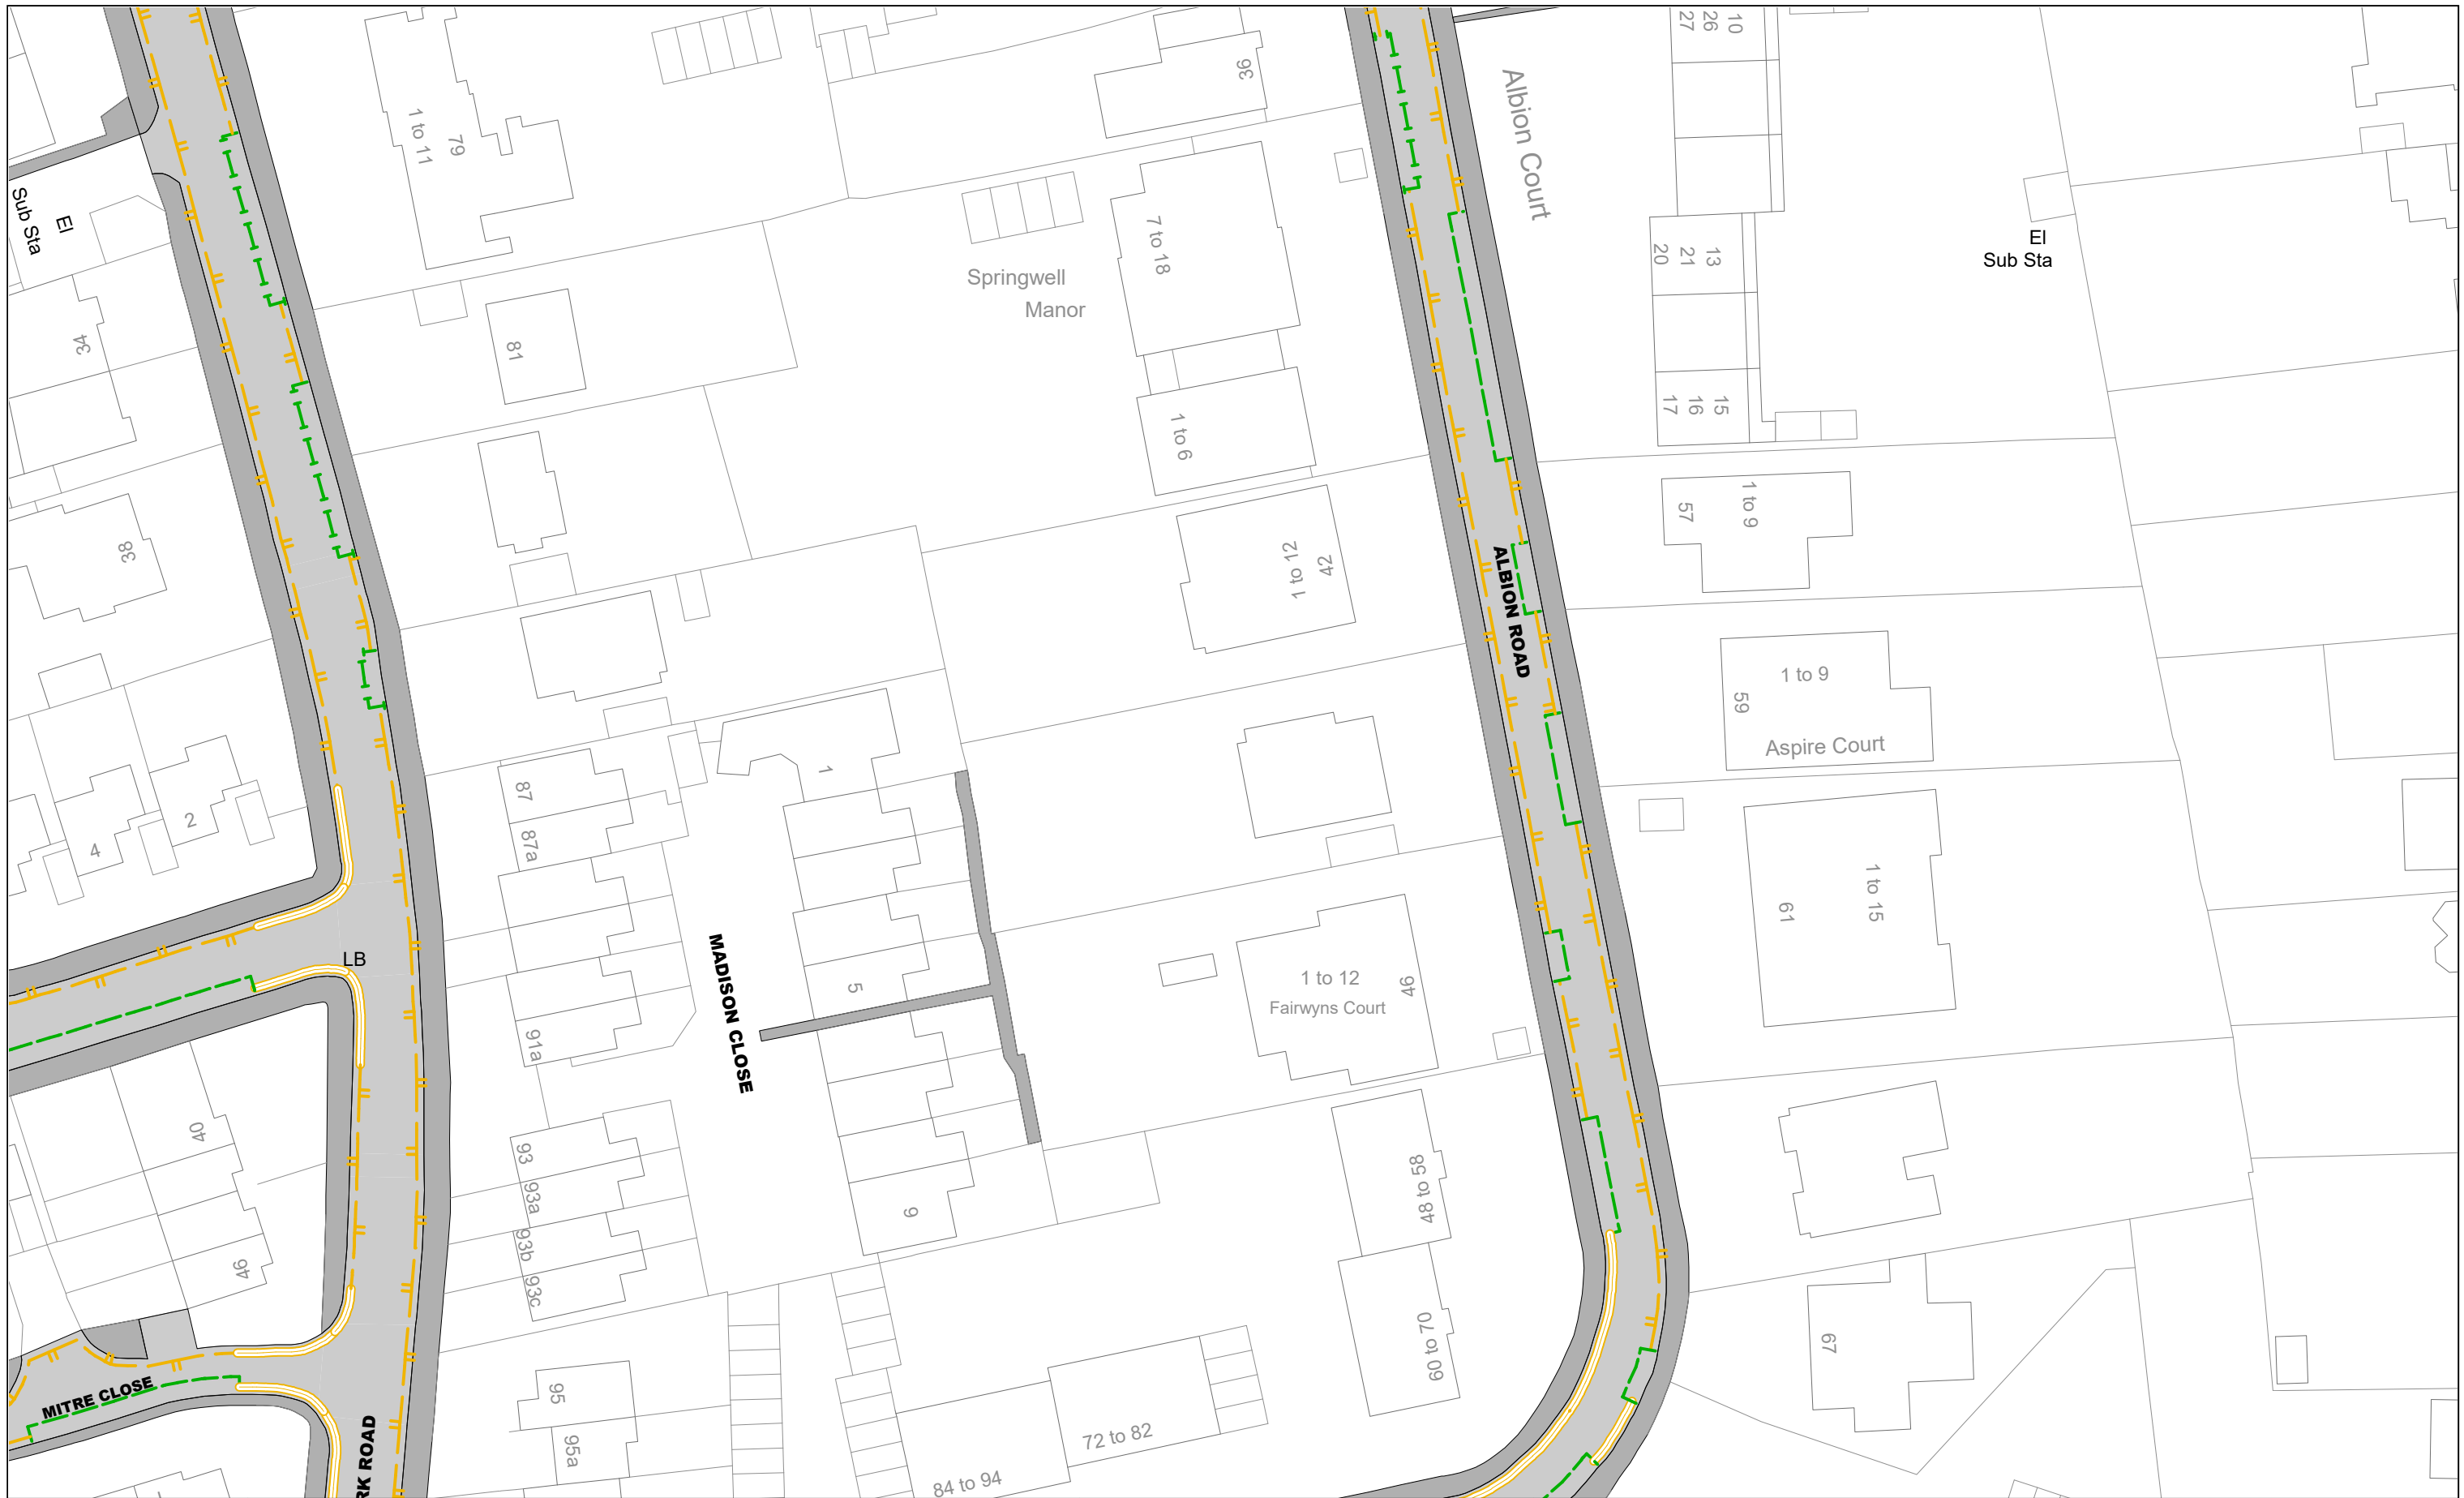 27
26
10
36
Albion Court
79
1 to 11
El
Sub Sta
7 to 18
20
21
13
El
Sub Sta
Springwell
Manor
34
81
17
16
15
1 to 6
57
1 to 9
38
42
1 to 12
ALBION ROAD
1 to 9
59
Aspire Court
1
87
87a
2
4
1 to 15
61
LB
MADISON CLOSE
5
1 to 12
Fairwyns Court
46
91a
40
93
93a
93b
93c
9
48 to 58
46
60 to 70
67
MITRE CLOSE
RK ROAD
95
95a
72 to 82
84 to 94